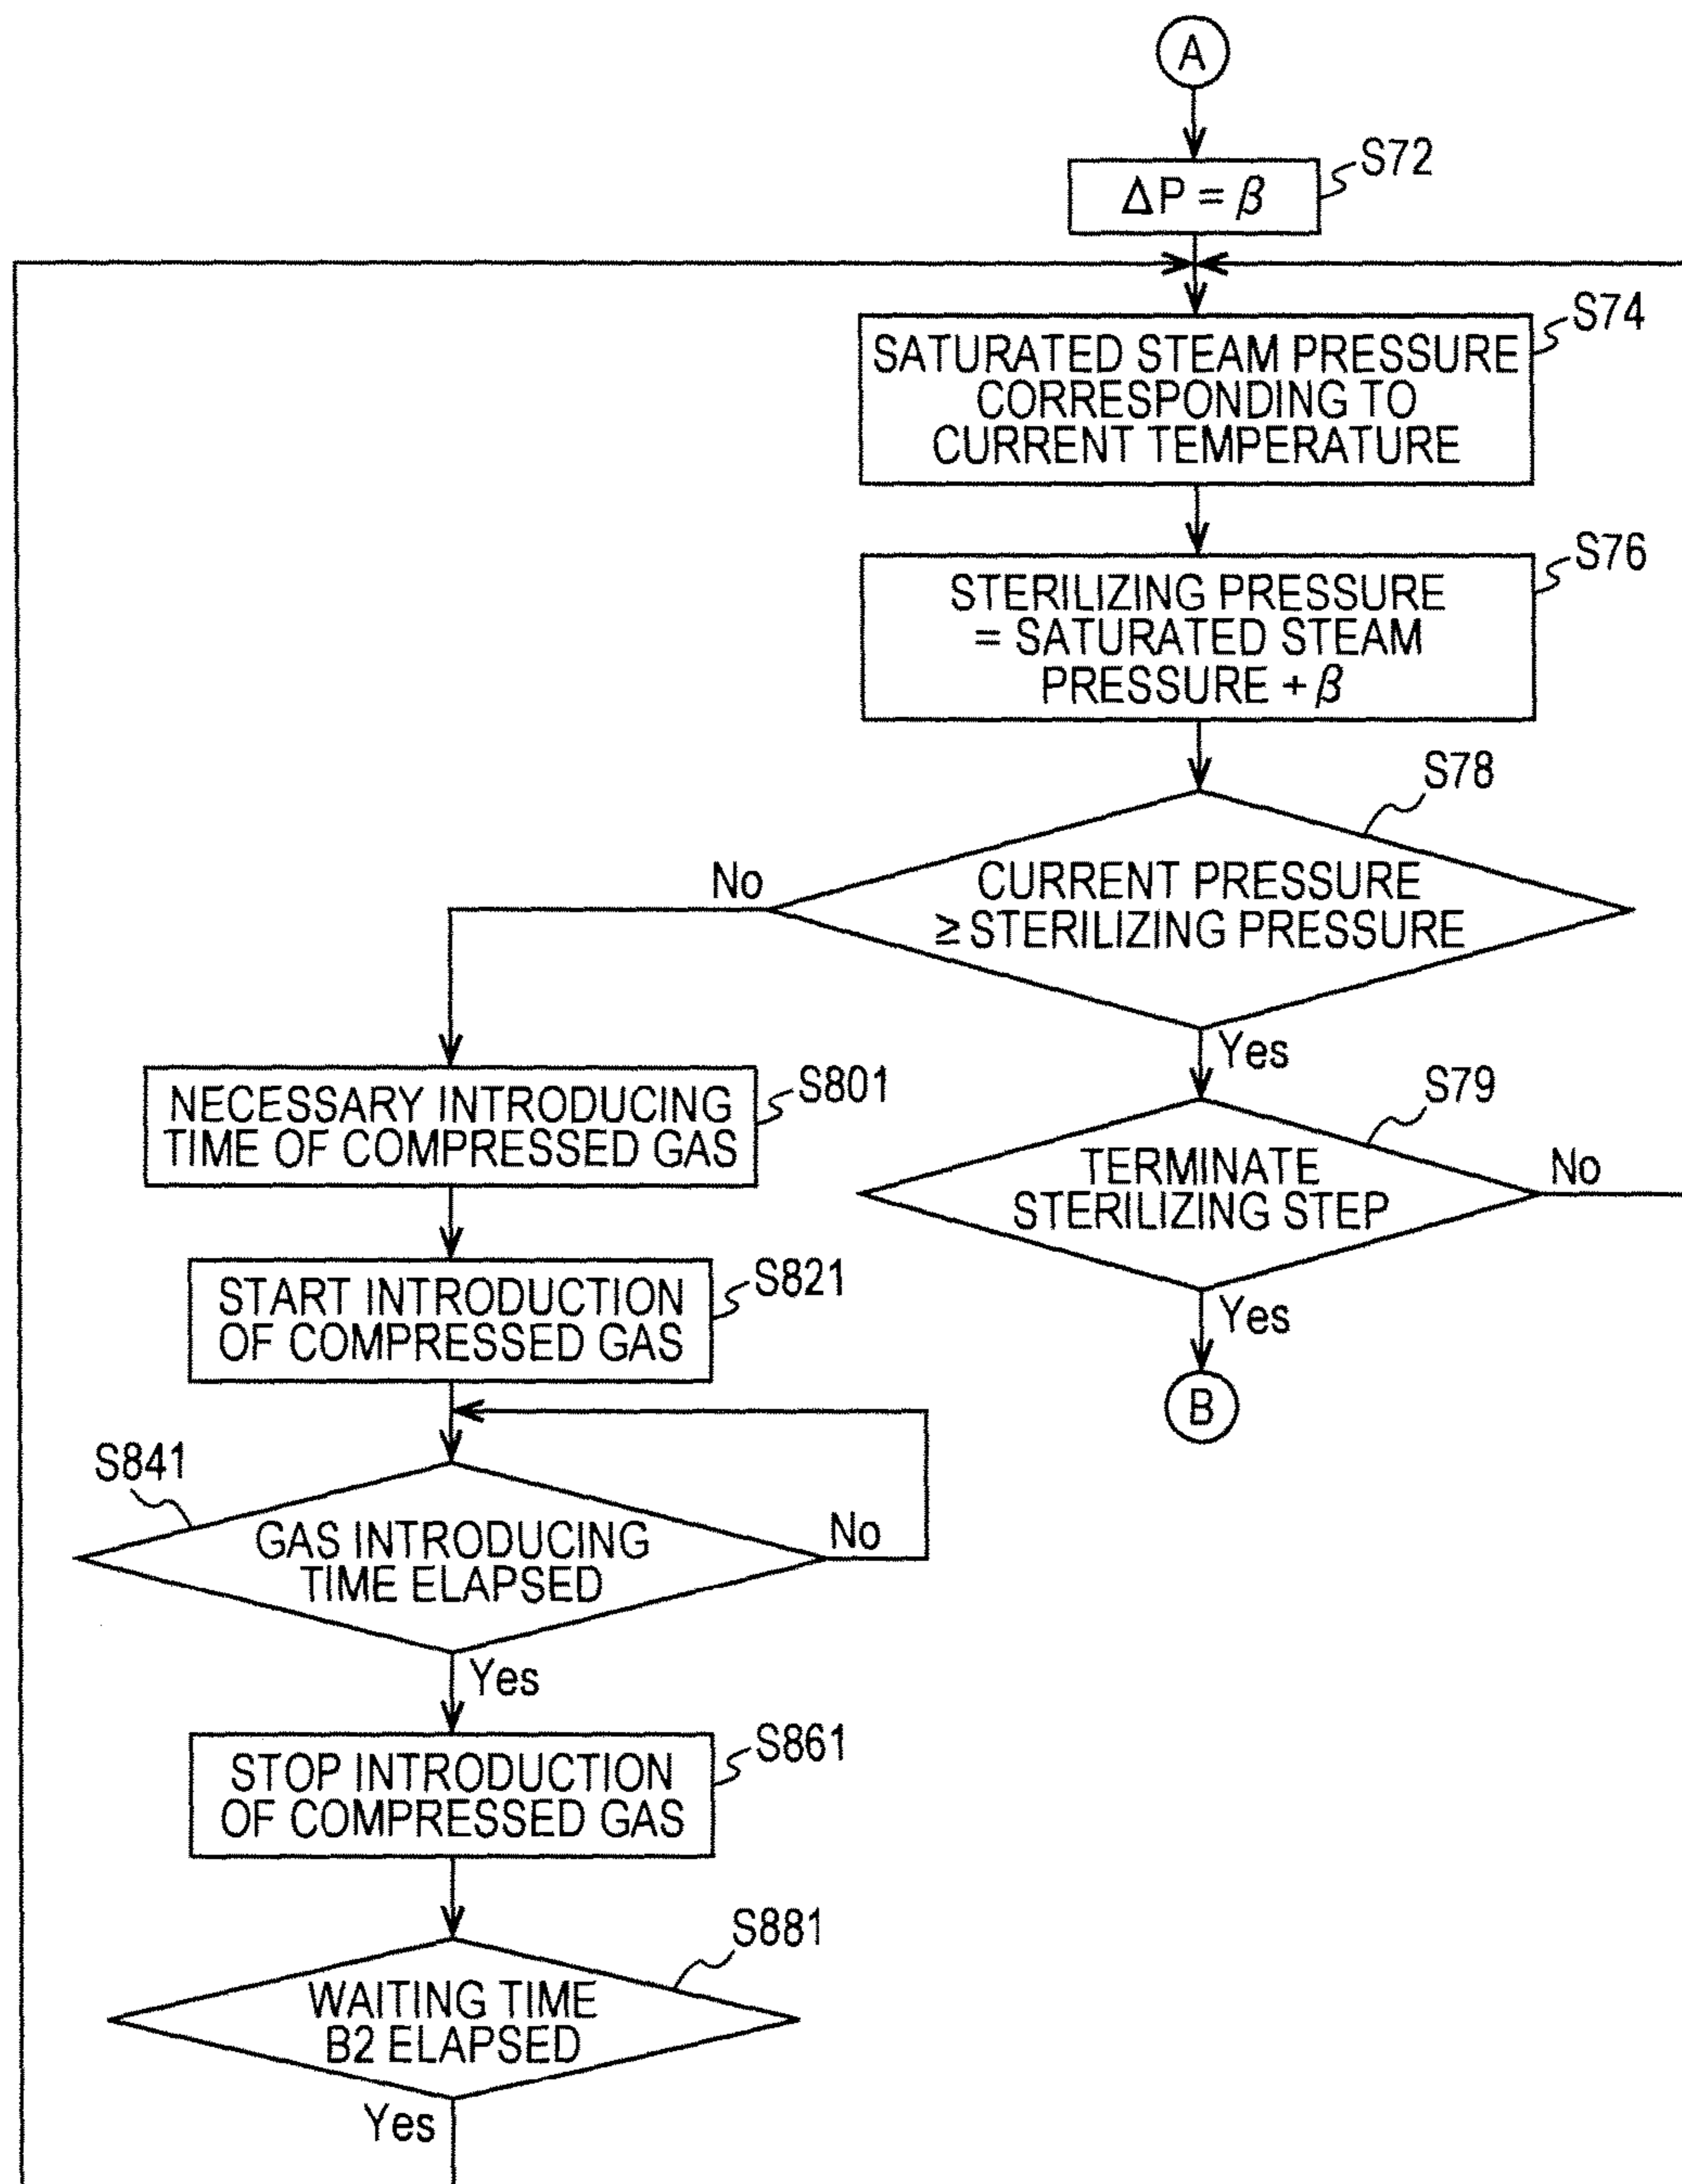 A
S72
ΔP = β
S74
SATURATED STEAM PRESSURE
CORRESPONDING TO
CURRENT TEMPERATURE
S76
STERILIZING PRESSURE
= SATURATED STEAM
PRESSURE + β
S78
No
CURRENT PRESSURE
≥ STERILIZING PRESSURE
Yes
S801
NECESSARY INTRODUCING
TIME OF COMPRESSED GAS
S79
TERMINATE
STERILIZING STEP
No
Yes
B
S821
START INTRODUCTION
OF COMPRESSED GAS
S841
GAS INTRODUCING
TIME ELAPSED
No
Yes
S861
STOP INTRODUCTION
OF COMPRESSED GAS
S881
WAITING TIME
B2 ELAPSED
Yes